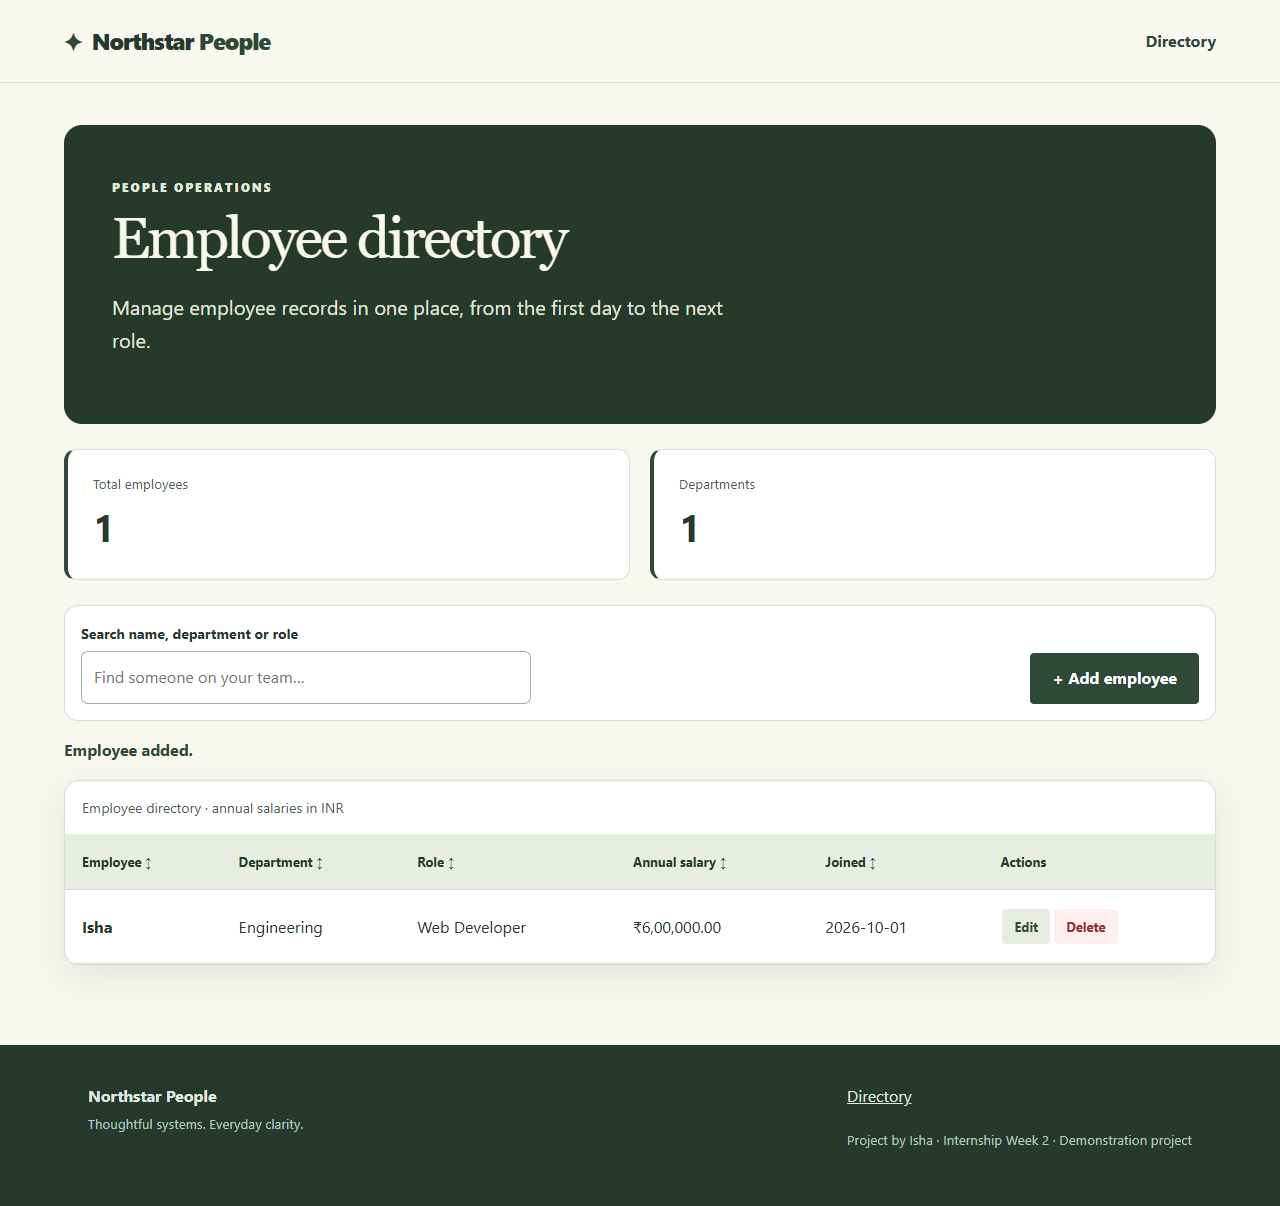 ✦ Northstar People
Directory
PEOPLE OPERATIONS
Employee directory
Manage employee records in one place, from the first day to the next
role.
Total employees
1
Departments
1
Search name, department or role
Find someone on your team...
+ Add employee
Employee added.
Employee directory · annual salaries in INR
Employee ↕ Department ↕ Role ↕ Annual salary ↕ Joined ↕ Actions
Isha Engineering Web Developer ₹6,00,000.00 2026-10-01 Edit Delete
Northstar People
Thoughtful systems. Everyday clarity.
Directory
Project by Isha · Internship Week 2 · Demonstration project